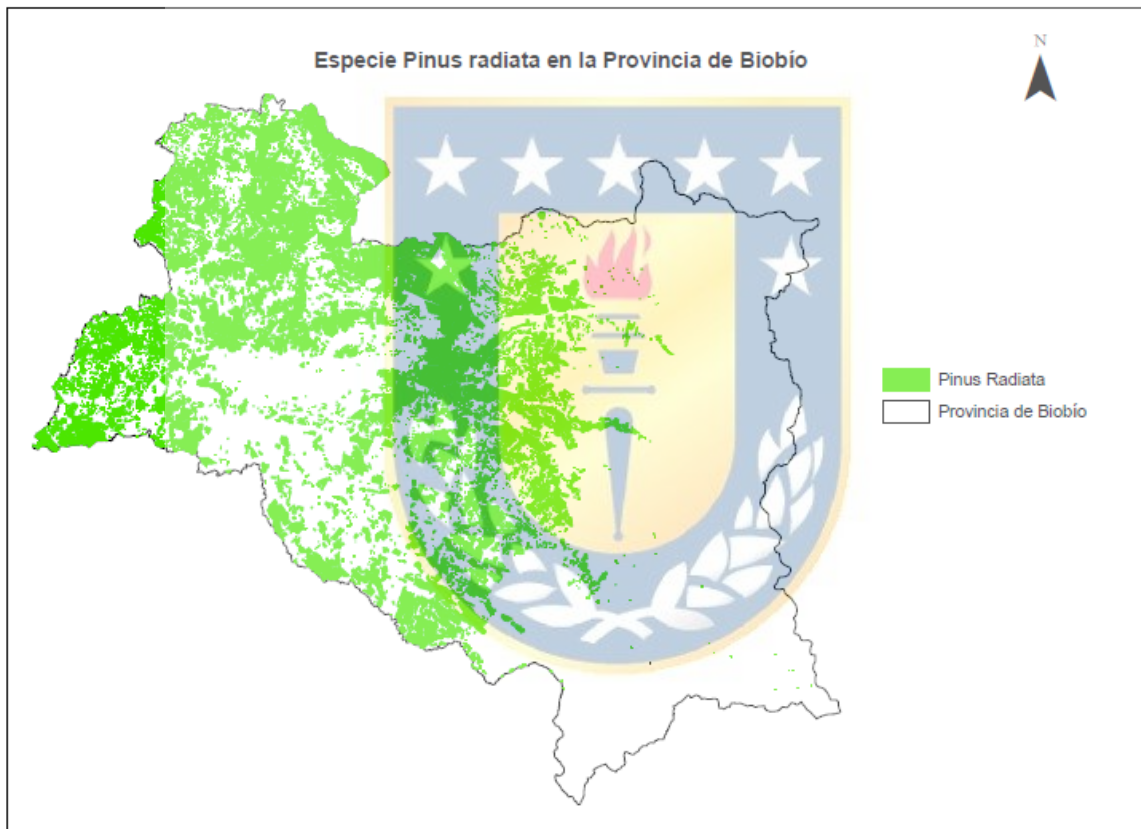 Especie Pinus radiata en la Provincia de Biobío
N
Pinus Radiata
Provincia de Biobío